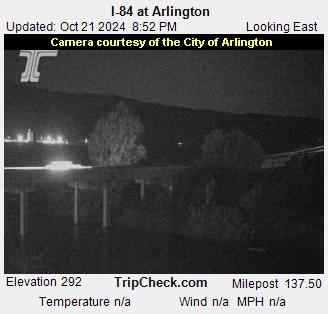 I-84 at Arlington
Updated: Oct 21 2024 8:52 PM Looking East
Camera courtesy of the City of Arlington
Elevation 292 TripCheck.com Milepost 137.50
Temperature n/a Wind n/a MPH n/a